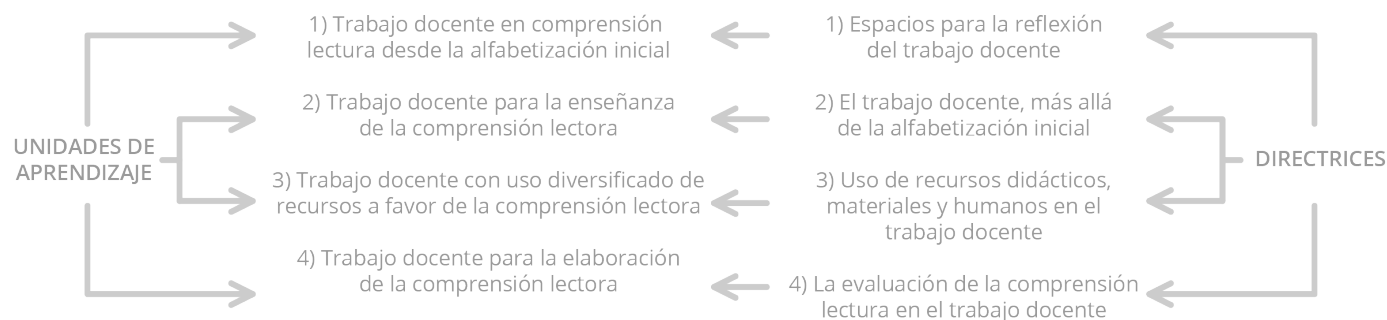 UNIDADES DE
APRENDIZAJE
1) Trabajo docente en comprensión
lectura desde la alfabetización inicial
2) Trabajo docente para la enseñanza
de la comprensión lectora
3) Trabajo docente con uso diversificado de
recursos a favor de la comprensión lectora
4) Trabajo docente para la elaboración
de la comprensión lectora
1) Espacios para la reflexión
del trabajo docente
2) El trabajo docente, más allá
de la alfabetización inicial
3) Uso de recursos didácticos,
materiales y humanos en el
trabajo docente
4) La evaluación de la comprensión
lectura en el trabajo docente
DIRECTRICES